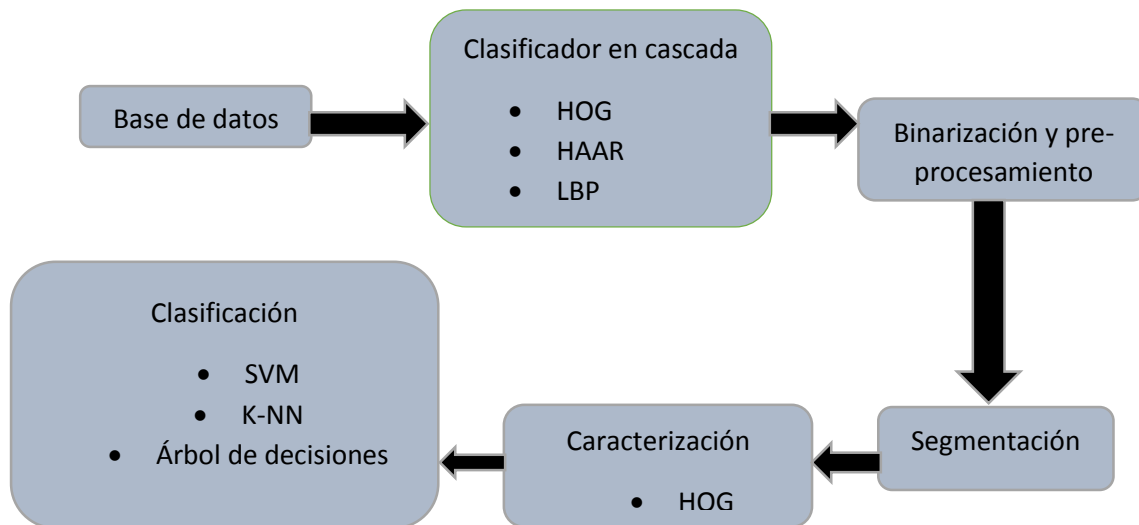 Base de datos
Clasificador en cascada
• HOG
• HAAR
• LBP
Binarización y pre-
procesamiento
Segmentación
Caracterización
• HOG
Clasificación
• SVM
• K-NN
• Árbol de decisiones